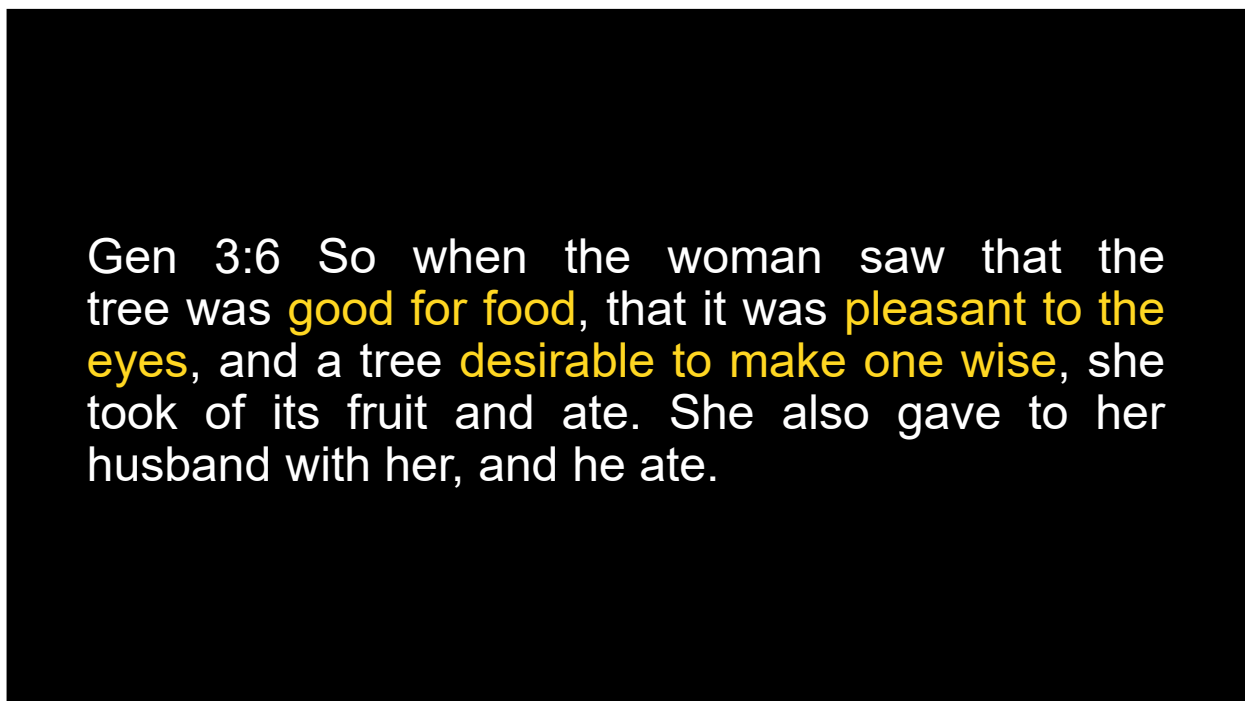 Gen 3:6 So when the woman saw that the
tree was good for food, that it was pleasant to the
eyes, and a tree desirable to make one wise, she
took of its fruit and ate. She also gave to her
husband with her, and he ate.